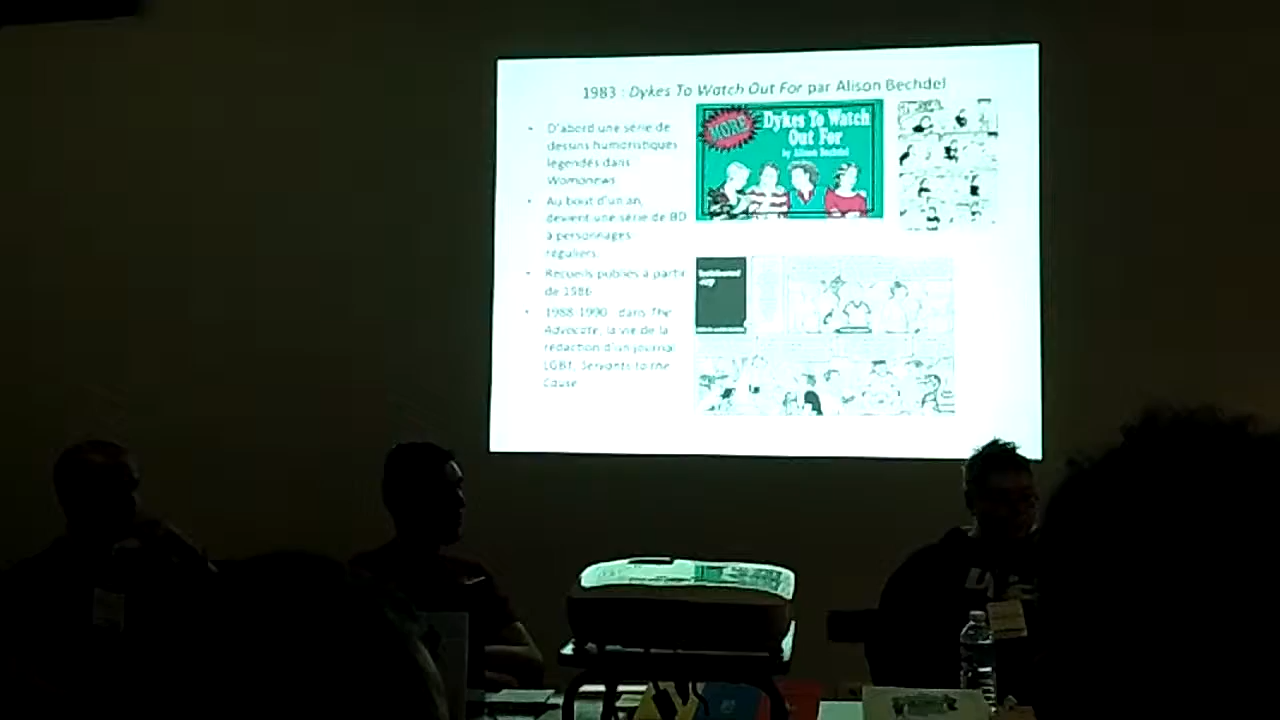 1983 : Dykes To Watch Out For par Alison Bechdel
D'abord une série de
dessins humoristiques
légendés dans
Womanews
Au bout d'un an,
devient une série de BD
à personnages
réguliers.
Recueils publiés à partir
de 1986
1988-1990 : dans The
Advocate, la vie de la
rédaction d'un journal
LGBT, Servants to the
Cause
MORE
Dykes To Watch
Out For
by Alison Bechdel